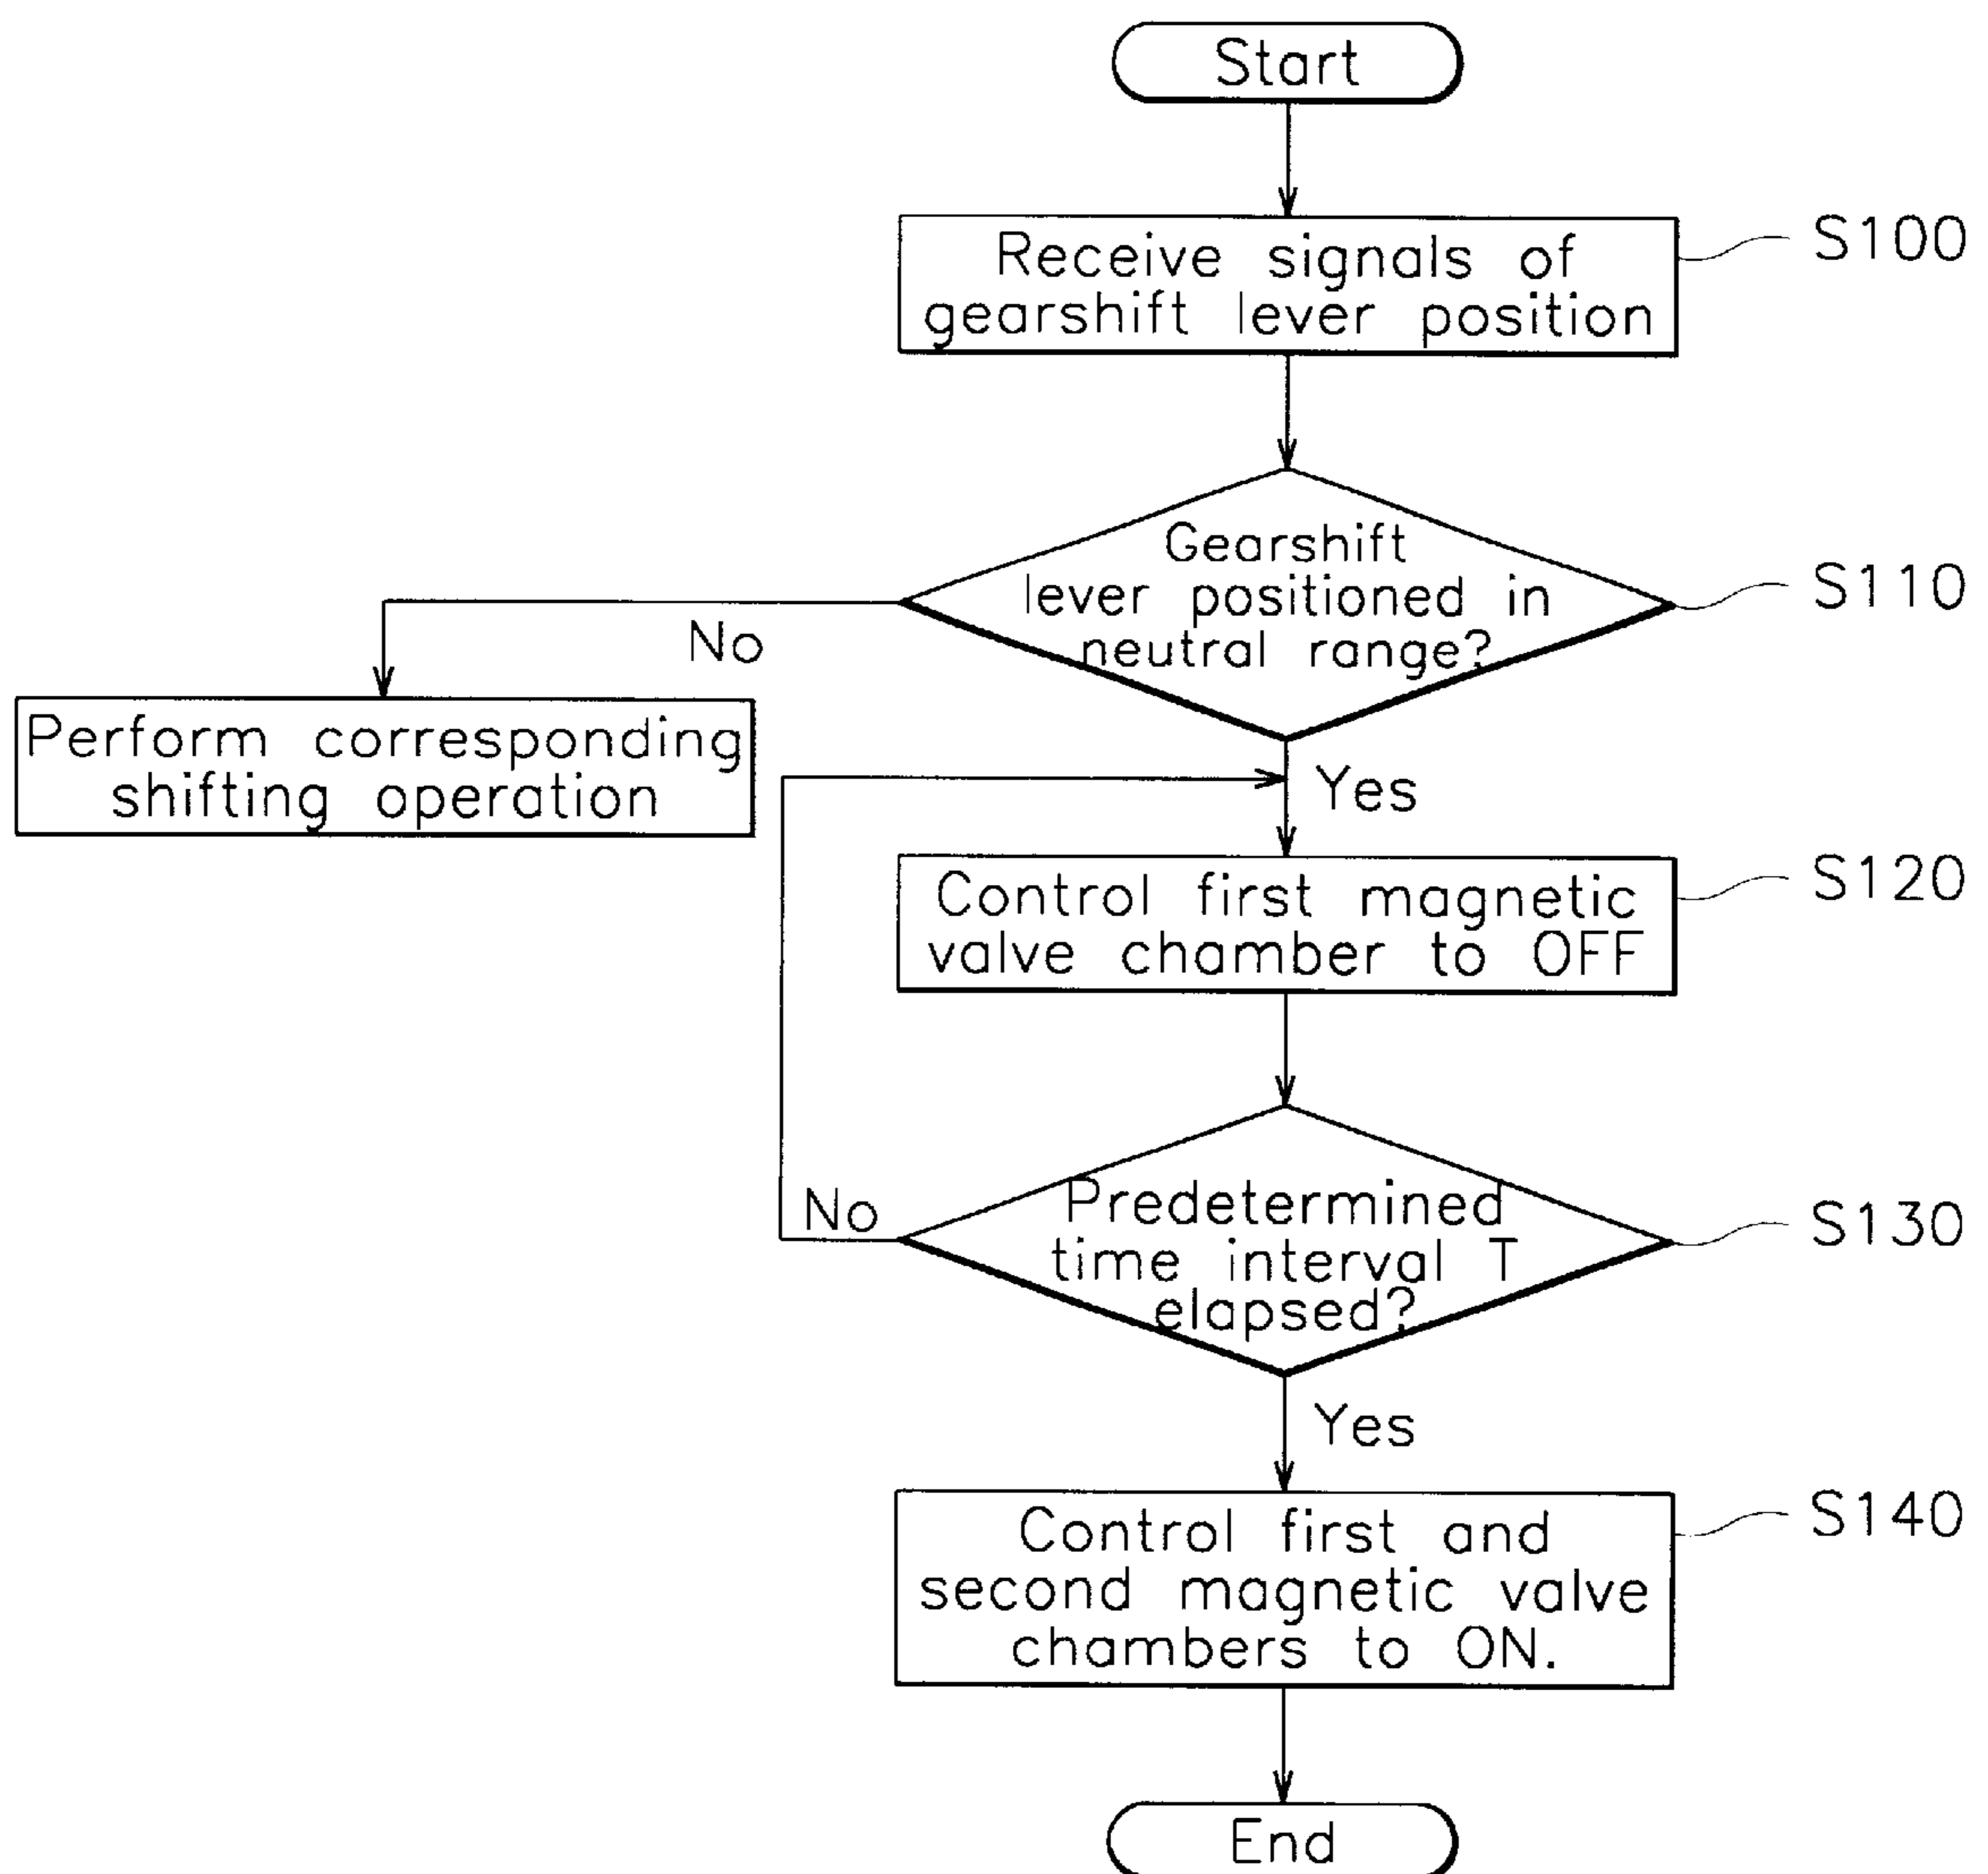 Start
Receive signals of
gearshift lever position
S100
Gearshift
lever positioned in
neutral range?
S110
No
Perform corresponding
shifting operation
Yes
Control first magnetic
valve chamber to OFF
S120
Predetermined
time interval T
elapsed?
S130
No
Yes
Control first and
second magnetic valve
chambers to ON.
S140
End